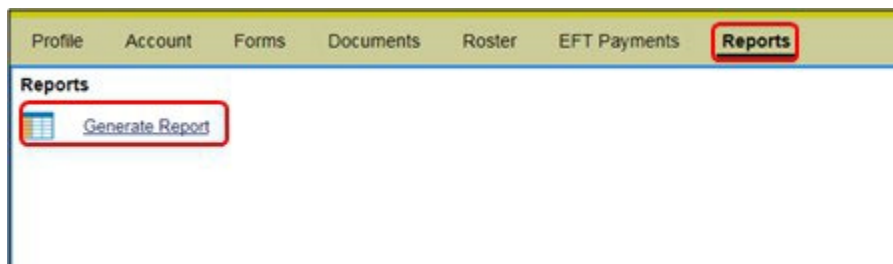 Profile Account Forms Documents Roster EFT Payments Reports
Reports
Generate Report